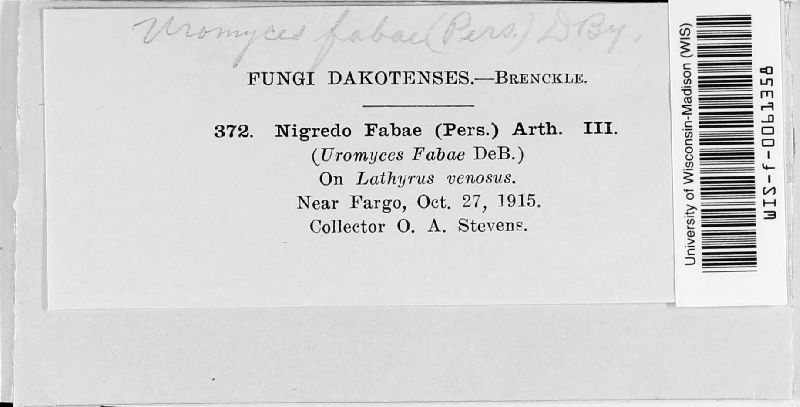 Uromyces fabae (Pers.) DBy.
FUNGI DAKOTENSES.—BRENCKLE.
372. Nigredo Fabae (Pers.) Arth. III.
(Uromyces Fabae DeB.)
On Lathyrus venosus.
Near Fargo, Oct. 27, 1915.
Collector O. A. Stevens.
University of Wisconsin-Madison (WIS)
WIS-f-0061358